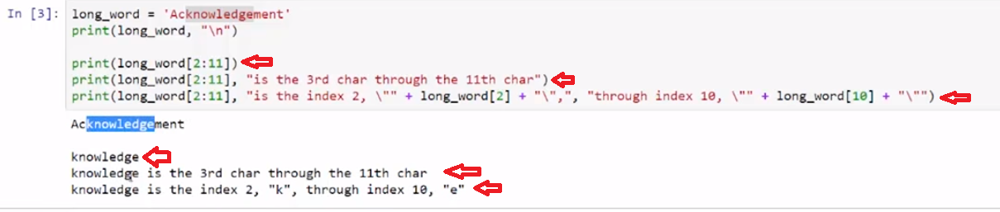 In [3]: long_word = 'Acknowledgement'
print(long_word, "\n")
print(long_word[2:11])
print(long_word[2:11], "is the 3rd char through the 11th char")
print(long_word[2:11], "is the index 2, \"" + long_word[2] + "\",", "through index 10, \"" + long_word[10] + "\"")
Acknowledgement
knowledge
knowledge is the 3rd char through the 11th char
knowledge is the index 2, "k", through index 10, "e"